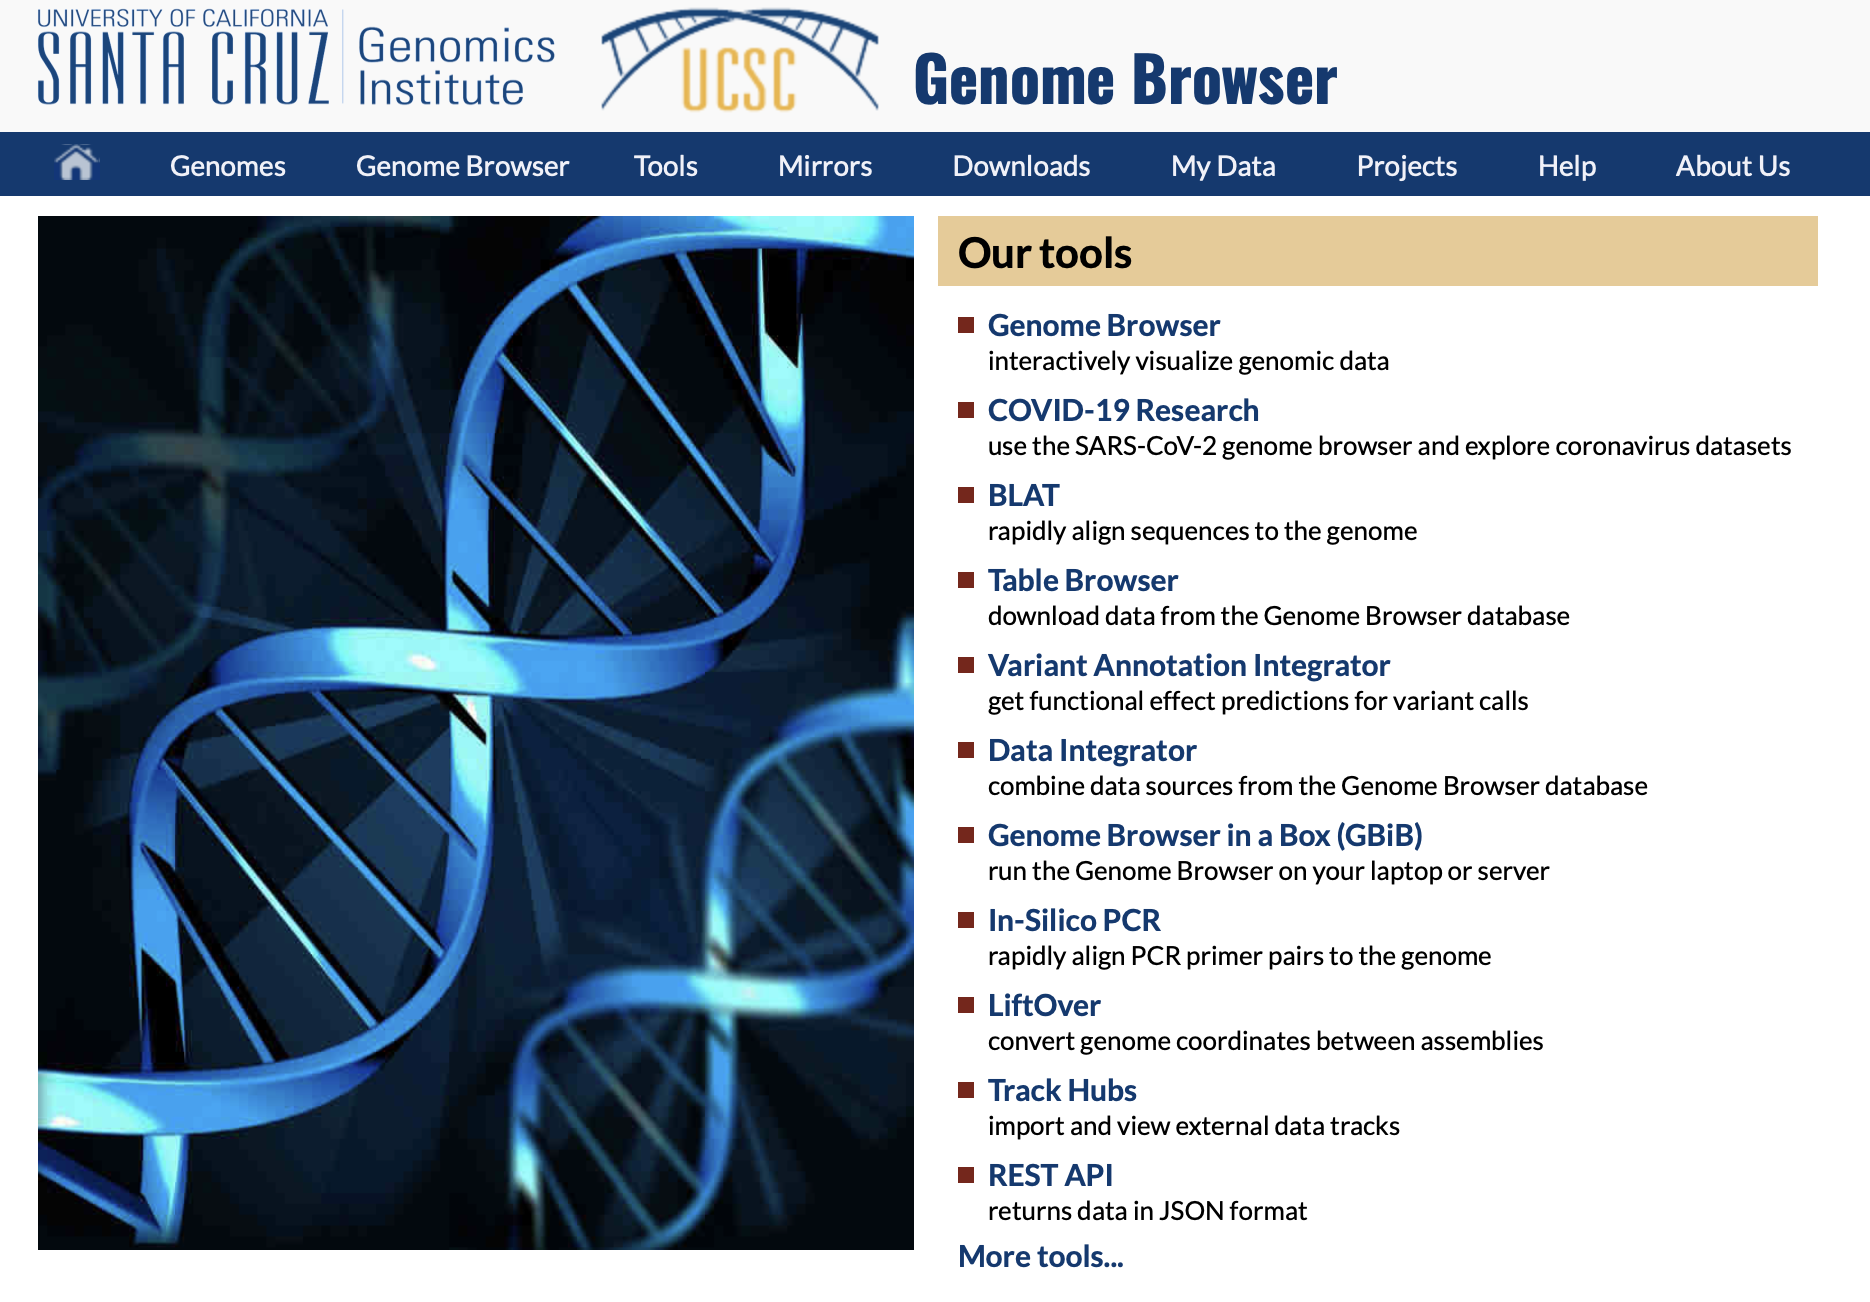 UNIVERSITY OF CALIFORNIA
SANTA CRUZ
Genomics
Institute
UCSC
Genome Browser
Genomes Genome Browser Tools Mirrors Downloads My Data Projects Help About Us
Our tools
Genome Browser
interactively visualize genomic data
COVID-19 Research
use the SARS-CoV-2 genome browser and explore coronavirus datasets
BLAT
rapidly align sequences to the genome
Table Browser
download data from the Genome Browser database
Variant Annotation Integrator
get functional effect predictions for variant calls
Data Integrator
combine data sources from the Genome Browser database
Genome Browser in a Box (GBiB)
run the Genome Browser on your laptop or server
In-Silico PCR
rapidly align PCR primer pairs to the genome
LiftOver
convert genome coordinates between assemblies
Track Hubs
import and view external data tracks
REST API
returns data in JSON format
More tools...